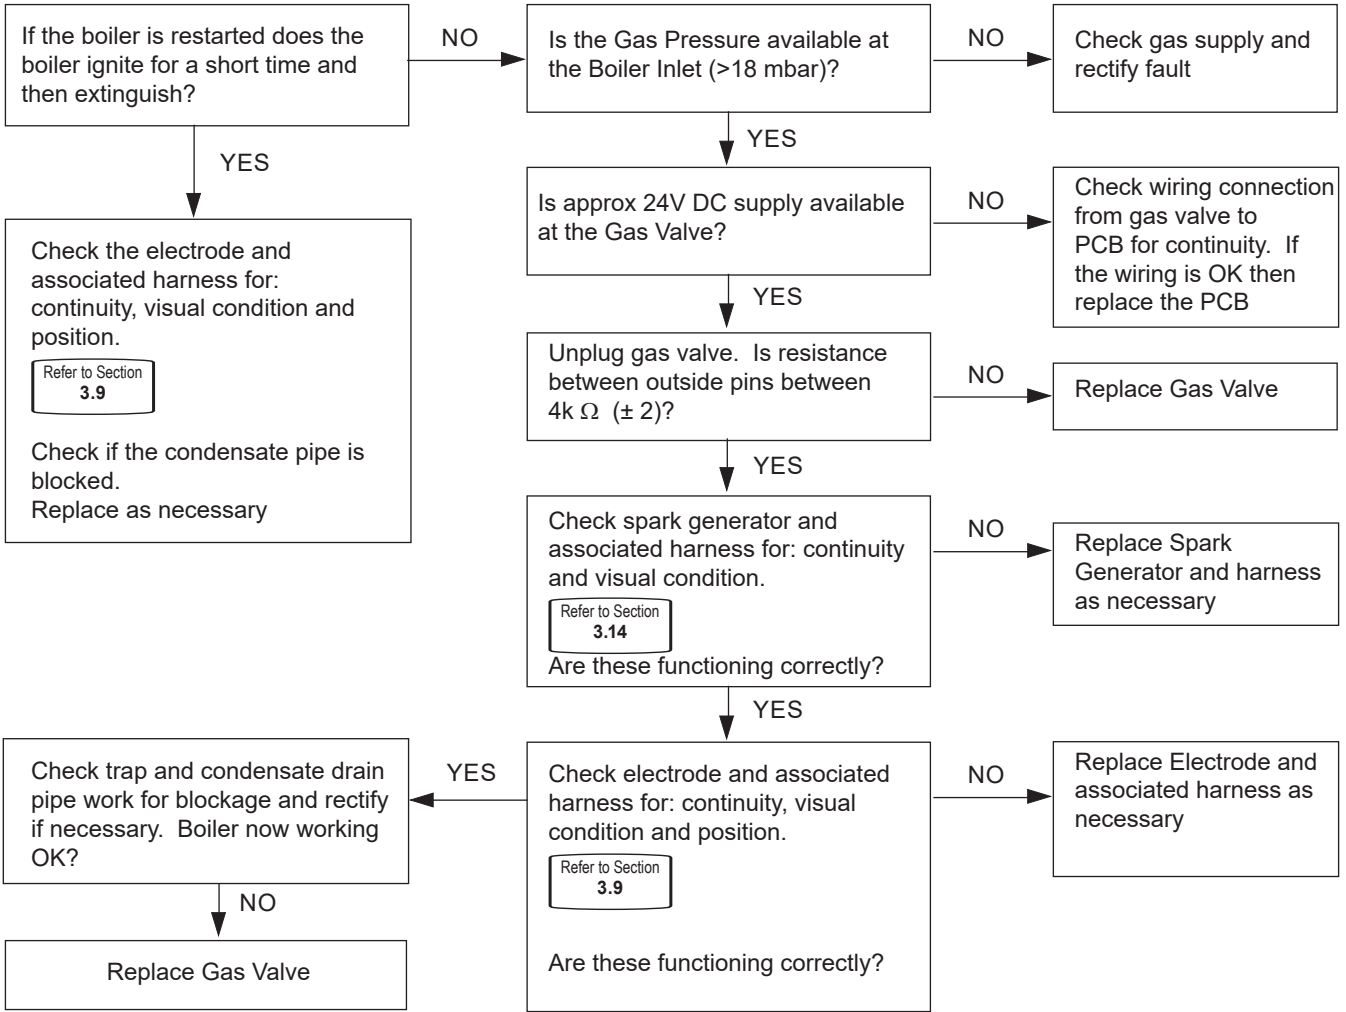 If the boiler is restarted does the
boiler ignite for a short time and
then extinguish?
NO
Is the Gas Pressure available at
the Boiler Inlet (>18 mbar)?
NO
Check gas supply and
rectify fault
YES
YES
Check the electrode and
associated harness for:
continuity, visual condition and
position.
Refer to Section
3.9
Check if the condensate pipe is
blocked.
Replace as necessary
Is approx 24V DC supply available
at the Gas Valve?
NO
Check wiring connection
from gas valve to
PCB for continuity. If
the wiring is OK then
replace the PCB
YES
Unplug gas valve. Is resistance
between outside pins between
4k Ω (± 2)?
NO
Replace Gas Valve
YES
Check spark generator and
associated harness for: continuity
and visual condition.
Refer to Section
3.14
Are these functioning correctly?
NO
Replace Spark
Generator and harness
as necessary
YES
Check electrode and associated
harness for: continuity, visual
condition and position.
Refer to Section
3.9
Are these functioning correctly?
NO
Replace Electrode and
associated harness as
necessary
YES
Check trap and condensate drain
pipe work for blockage and rectify
if necessary. Boiler now working
OK?
NO
Replace Gas Valve